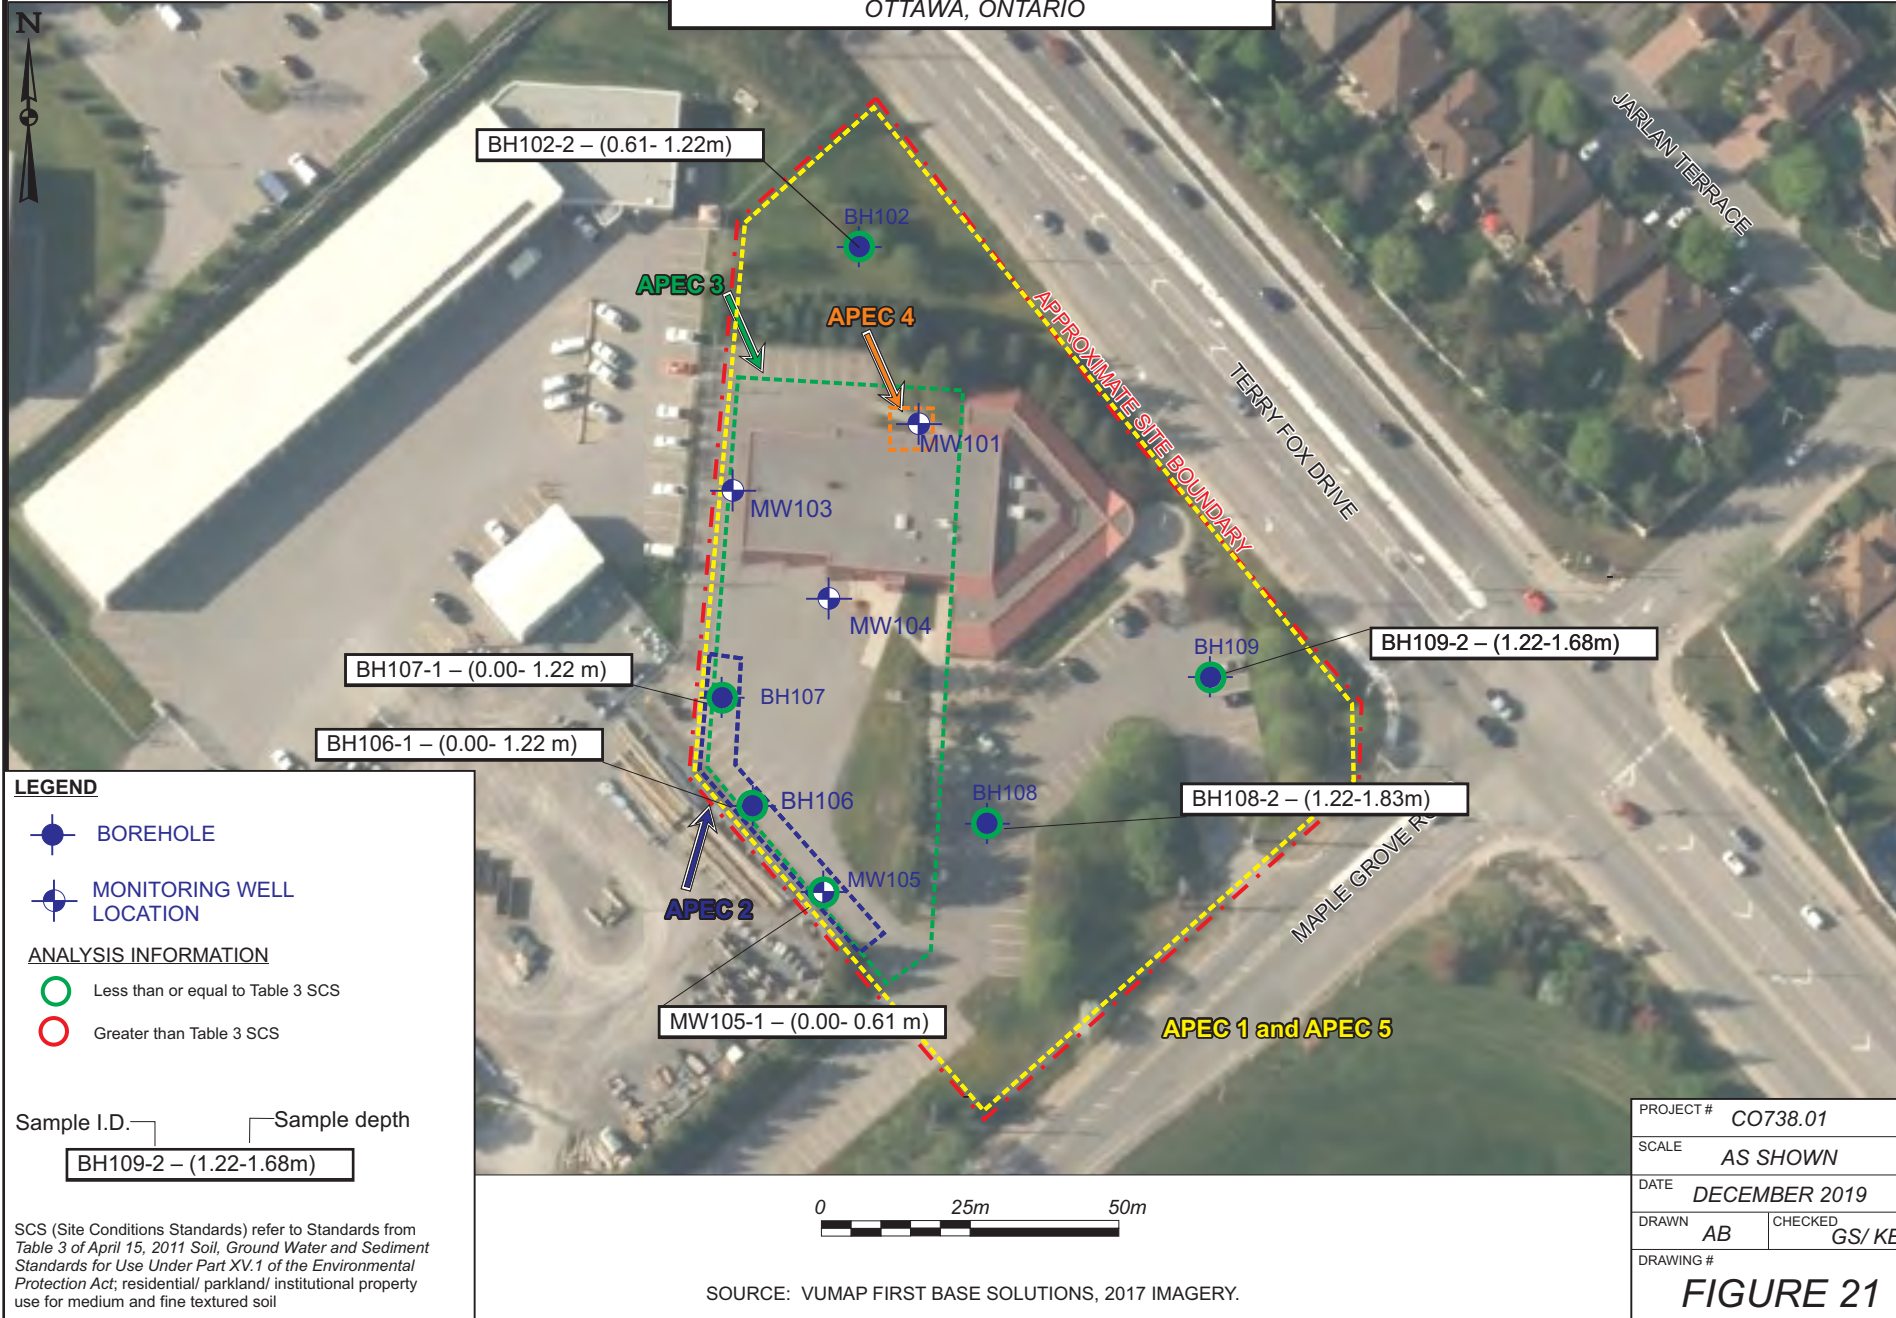 OTTAWA, ONTARIO
N
BH102-2 – (0.61- 1.22m)
JARLAN TERRACE
BH102
APEC 3
APEC 4
APPROXIMATE SITE BOUNDARY
TERRY FOX DRIVE
MW101
MW103
MW104
BH109
BH109-2 – (1.22-1.68m)
BH107-1 – (0.00- 1.22 m)
BH107
BH106-1 – (0.00- 1.22 m)
BH106
BH108
BH108-2 – (1.22-1.83m)
MAPLE GROVE
MW105
APEC 2
MW105-1 – (0.00- 0.61 m)
APEC 1 and APEC 5
LEGEND
BOREHOLE
MONITORING WELL
LOCATION
ANALYSIS INFORMATION
Less than or equal to Table 3 SCS
Greater than Table 3 SCS
Sample I.D.
Sample depth
BH109-2 – (1.22-1.68m)
SCS (Site Conditions Standards) refer to Standards from
Table 3 of April 15, 2011 Soil, Ground Water and Sediment
Standards for Use Under Part XV.1 of the Environmental
Protection Act; residential/ parkland/ institutional property
use for medium and fine textured soil
0 25m 50m
SOURCE: VUMAP FIRST BASE SOLUTIONS, 2017 IMAGERY.
PROJECT # CO738.01
SCALE AS SHOWN
DATE DECEMBER 2019
DRAWN AB CHECKED GS/
DRAWING #
FIGURE 21